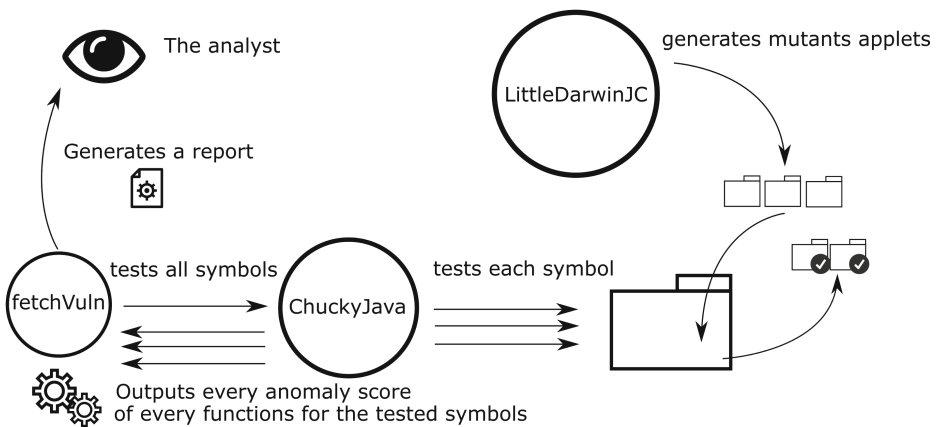 The analyst
generates mutants applets
LittleDarwinJC
Generates a report
tests all symbols
tests each symbol
fetchVuln
ChuckyJava
Outputs every anomaly score
of every functions for the tested symbols